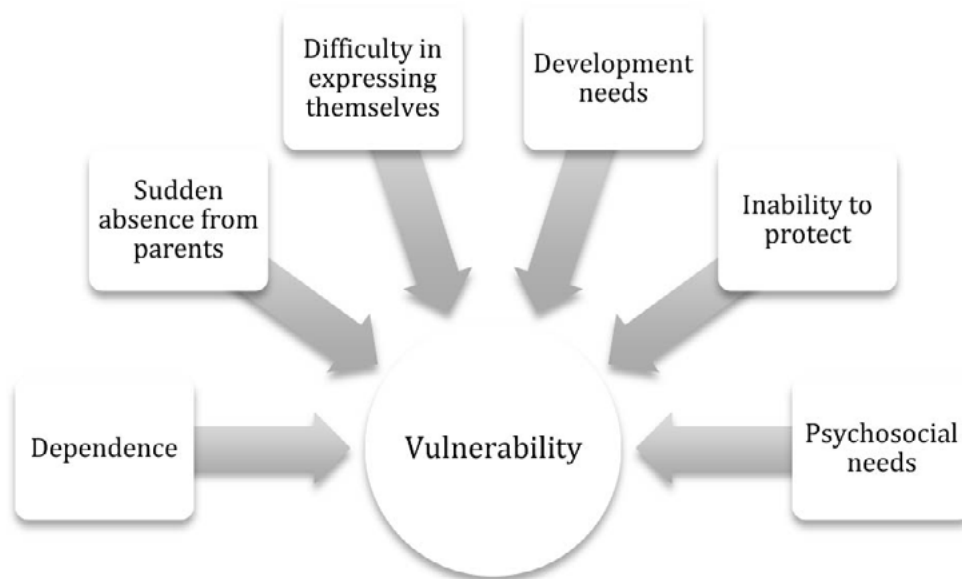 Difficulty in
expressing
themselves
Development
needs
Sudden
absence from
parents
Inability to
protect
Dependence
Vulnerability
Psychosocial
needs